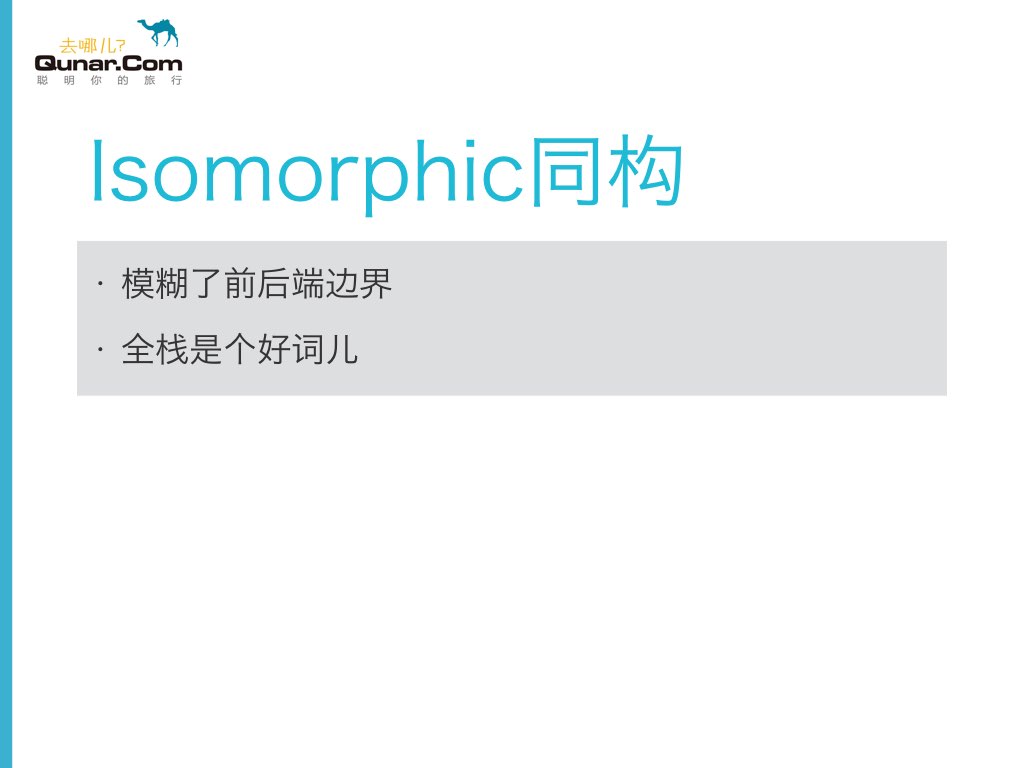 去哪儿?
Qunar.Com
聪明你的旅行
Isomorphic同构
· 模糊了前后端边界
· 全栈是个好词儿